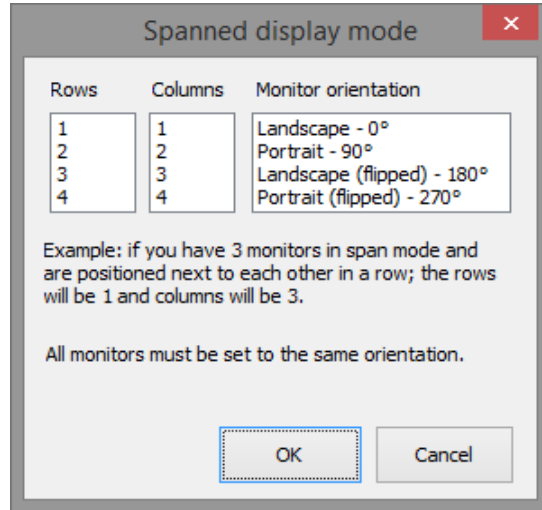 Spanned display mode
Rows Columns Monitor orientation
1 1 Landscape - 0°
2 2 Portrait - 90°
3 3 Landscape (flipped) - 180°
4 4 Portrait (flipped) - 270°
Example: if you have 3 monitors in span mode and
are positioned next to each other in a row; the rows
will be 1 and columns will be 3.
All monitors must be set to the same orientation.
OK Cancel